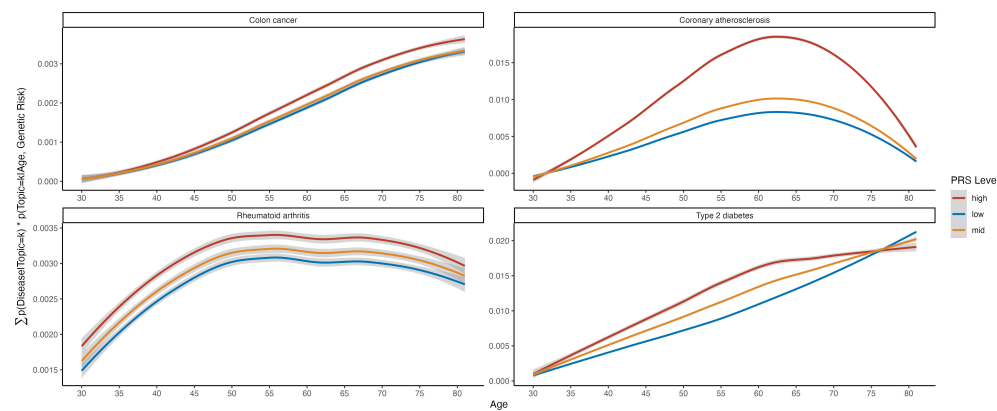 Colon cancer
Coronary atherosclerosis
0.003
0.002
0.001
0.000
0.015
0.010
0.005
0.000
30 35 40 45 50 55 60 65 70 75 80
30 35 40 45 50 55 60 65 70 75 80
Rheumatoid arthritis
Type 2 diabetes
0.0035
0.0030
0.0025
0.0020
0.0015
0.020
0.015
0.010
0.005
0.000
30 35 40 45 50 55 60 65 70 75 80
30 35 40 45 50 55 60 65 70 75 80
Age
∑ p(Disease|Topic=k) * p(Topic=k|Age, Genetic Risk)
PRS Leve
high
low
mid